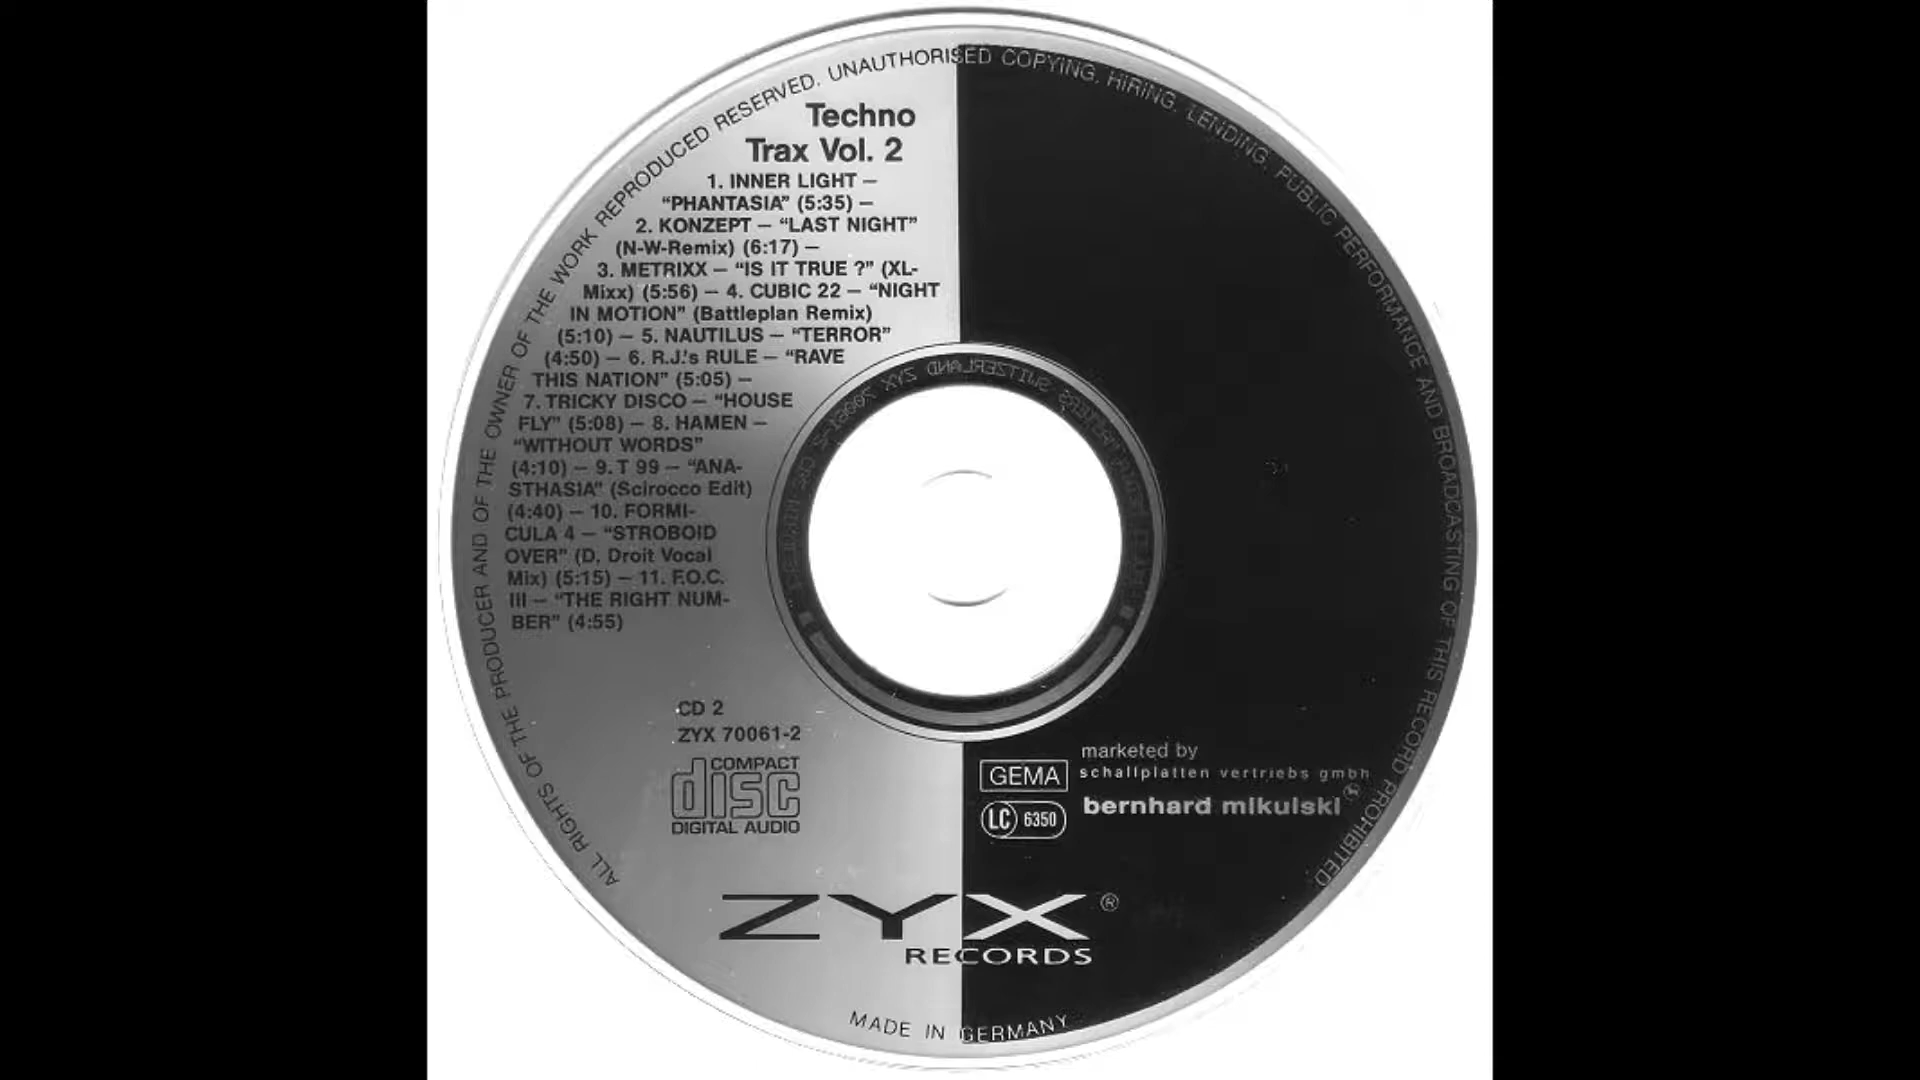 ALL RIGHTS OF THE PRODUCER AND OF THE OWNER OF THE WORK REPRODUCED RESERVED. UNAUTHORISED COPYING, HIRING, LENDING, PUBLIC PERFORMANCE AND BROADCASTING OF THIS RECORD PROHIBITED
Techno
Trax Vol. 2
1. INNER LIGHT –
“PHANTASIA” (5:35) –
2. KONZEPT – “LAST NIGHT”
(N-W-Remix) (6:17) –
3. METRIXX – “IS IT TRUE ?” (XL-
Mixx) (5:56) – 4. CUBIC 22 – “NIGHT
IN MOTION” (Battleplan Remix)
(5:10) – 5. NAUTILUS – “TERROR”
(4:50) – 6. R.J.'s RULE – “RAVE
THIS NATION” (5:05) –
7. TRICKY DISCO – “HOUSE
FLY” (5:08) – 8. HAMEN –
“WITHOUT WORDS”
(4:10) – 9. T 99 – “ANA-
STHASIA” (Scirocco Edit)
(4:40) – 10. FORMI-
CULA 4 – “STROBOID
OVER” (D. Droit Vocal
Mix) (5:15) – 11. F.O.C.
III – “THE RIGHT NUM-
BER” (4:55)
SWITZERLAND ZYX 70061-2
CD 2
ZYX 70061-2
COMPACT
disc
DIGITAL AUDIO
GEMA
LC 6350
marketed by
schallplatten vertriebs gmbh
bernhard mikulski
ZYX ®
RECORDS
MADE IN GERMANY